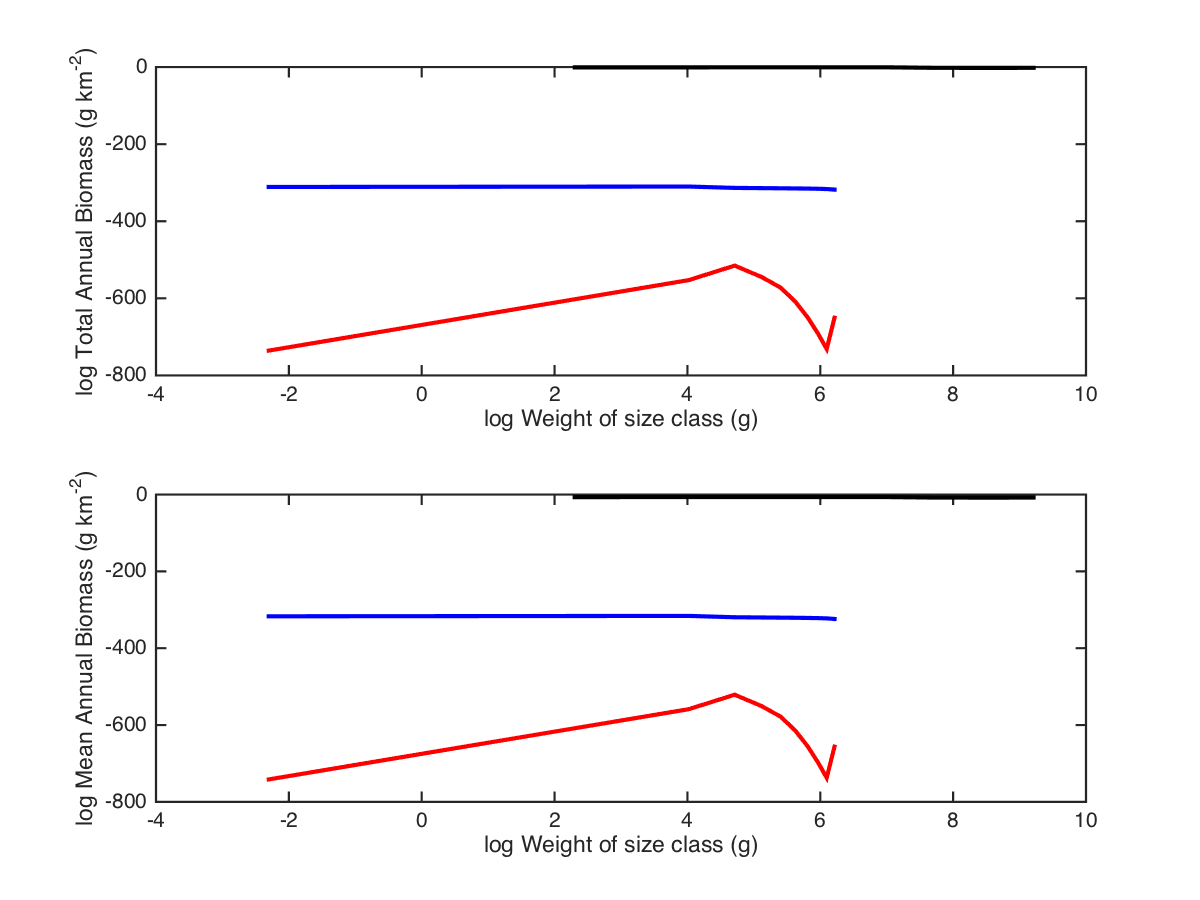 log Total Annual Biomass (g km-2)
0
-200
-400
-600
-800
-4 -2 0 2 4 6 8 10
log Weight of size class (g)
log Mean Annual Biomass (g km-2)
0
-200
-400
-600
-800
-4 -2 0 2 4 6 8 10
log Weight of size class (g)